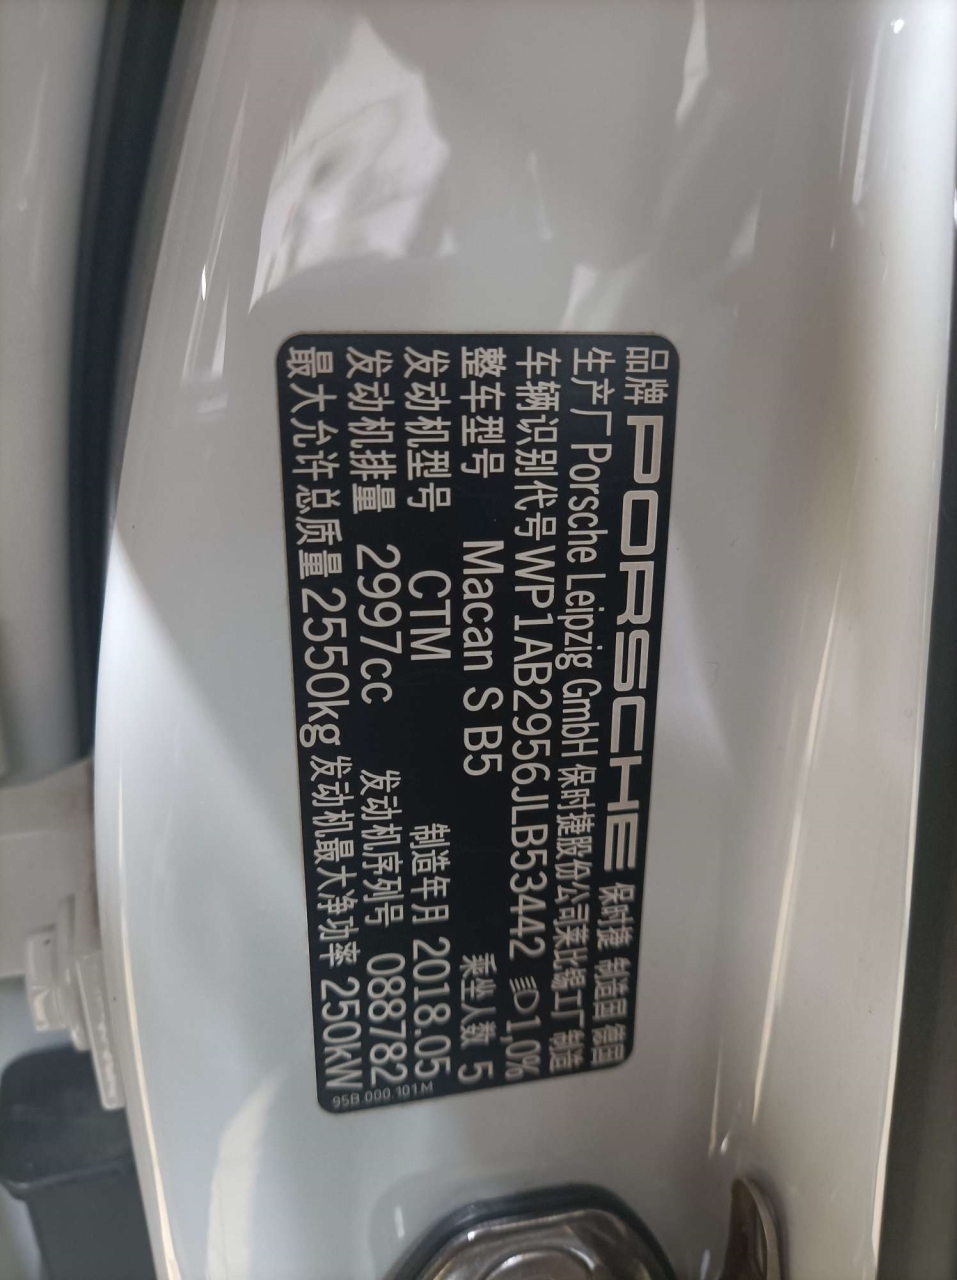 品牌 PORSCHE 保时捷 制造国 德国
生产厂 Porsche Leipzig GmbH 保时捷股份公司莱比锡工厂 制造
车辆识别代号 WP1AB2956JLB53442 1,0%
整车型号 Macan S B5 乘坐人数 5
发动机型号 CTM 制造年月 2018.05
发动机排量 2997cc 发动机序列号 088782
最大允许总质量 2550kg 发动机最大净功率 250kW
95B.000.101.M